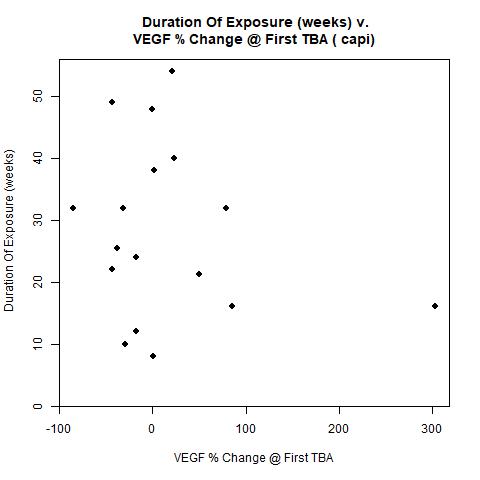 Duration Of Exposure (weeks) v.
VEGF % Change @ First TBA ( capi)
Duration Of Exposure (weeks)
50
40
30
20
10
0
-100 0 100 200 300
VEGF % Change @ First TBA